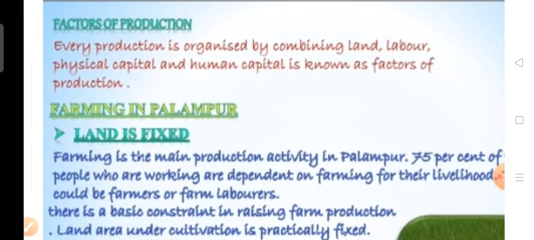 FACTORS OF PRODUCTION
Every production is organised by combining land, labour,
physical capital and human capital is known as factors of
production .
FARMING IN PALAMPUR
➢ LAND IS FIXED
Farming is the main production activity in Palampur. 75 per cent of
people who are working are dependent on farming for their livelihood.
could be farmers or farm labourers.
there is a basic constraint in raising farm production
. Land area under cultivation is practically fixed.